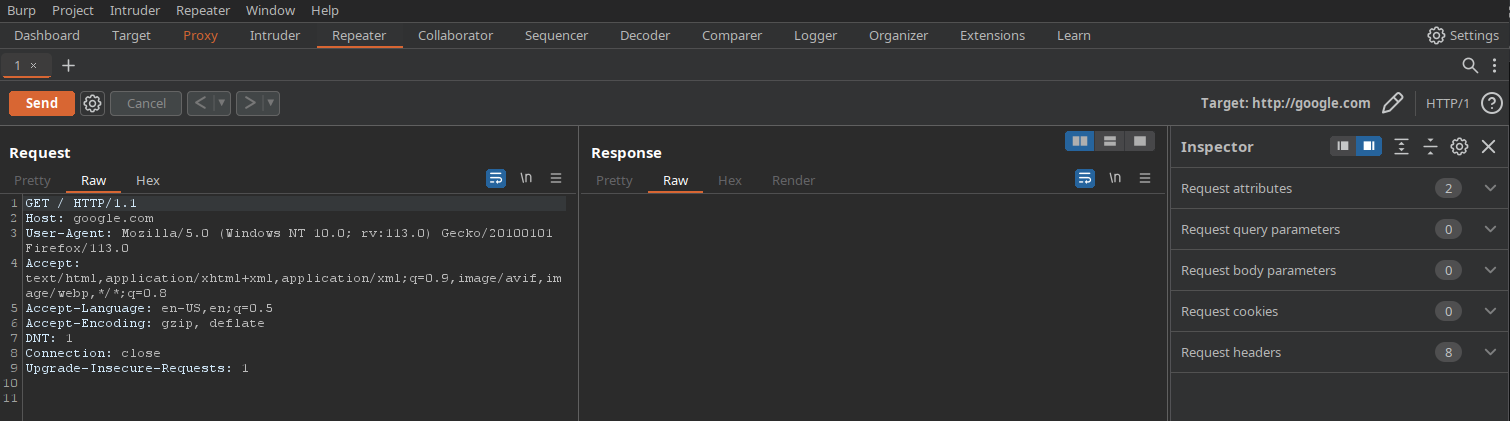 Burp Project Intruder Repeater Window Help
Dashboard Target Proxy Intruder Repeater Collaborator Sequencer Decoder Comparer Logger Organizer Extensions Learn Settings
1 × +
Send Cancel < > Target: http://google.com HTTP/1 ?
Request
Pretty Raw Hex \n
1 GET / HTTP/1.1
2 Host: google.com
3 User-Agent: Mozilla/5.0 (Windows NT 10.0; rv:113.0) Gecko/20100101
Firefox/113.0
4 Accept:
text/html,application/xhtml+xml,application/xml;q=0.9,image/avif,im
age/webp,*/*;q=0.8
5 Accept-Language: en-US,en;q=0.5
6 Accept-Encoding: gzip, deflate
7 DNT: 1
8 Connection: close
9 Upgrade-Insecure-Requests: 1
10
11
Response
Pretty Raw Hex Render \n
Inspector
Request attributes 2
Request query parameters 0
Request body parameters 0
Request cookies 0
Request headers 8